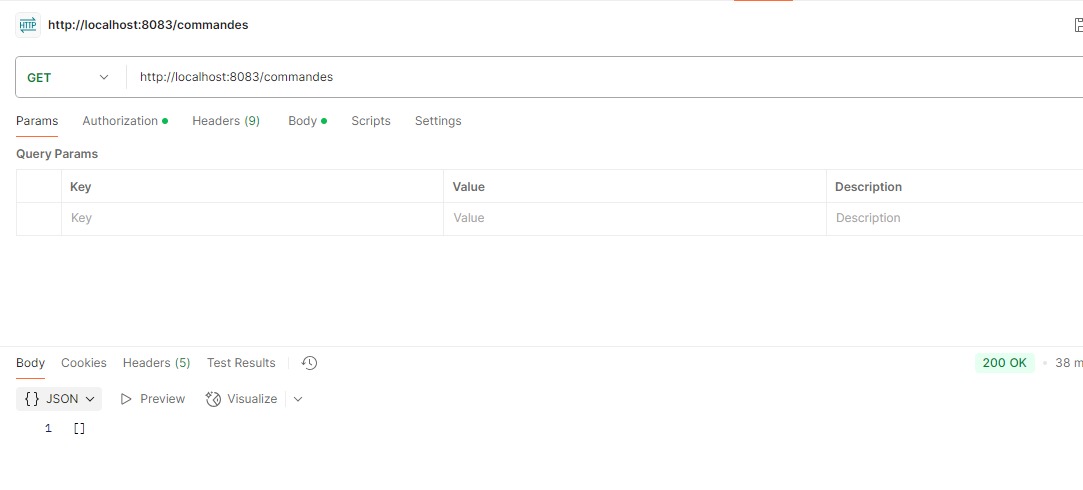 HTTP http://localhost:8083/commandes
GET http://localhost:8083/commandes
Params Authorization Headers (9) Body Scripts Settings
Query Params
Key Value Description
Key Value Description
Body Cookies Headers (5) Test Results 200 OK 38 m
{} JSON Preview Visualize
1 []